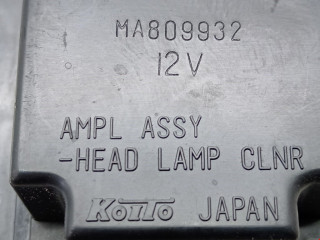 MA809932
12V
AMPL ASSY
-HEAD LAMP CLNR
KOITO JAPAN